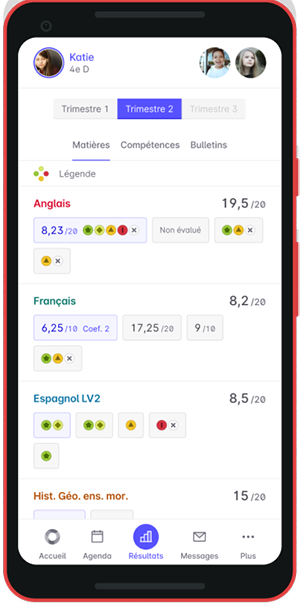 Katie
4e D
Trimestre 1 Trimestre 2 Trimestre 3
Matières Compétences Bulletins
Légende
Anglais 19,5 /20
8,23 /20 Non évalué
Français 8,2 /20
6,25 /10 Coef. 2 17,25 /20 9 /10
Espagnol LV2 8,5 /20
Hist. Géo. ens. mor. 15 /20
Accueil Agenda Résultats Messages Plus